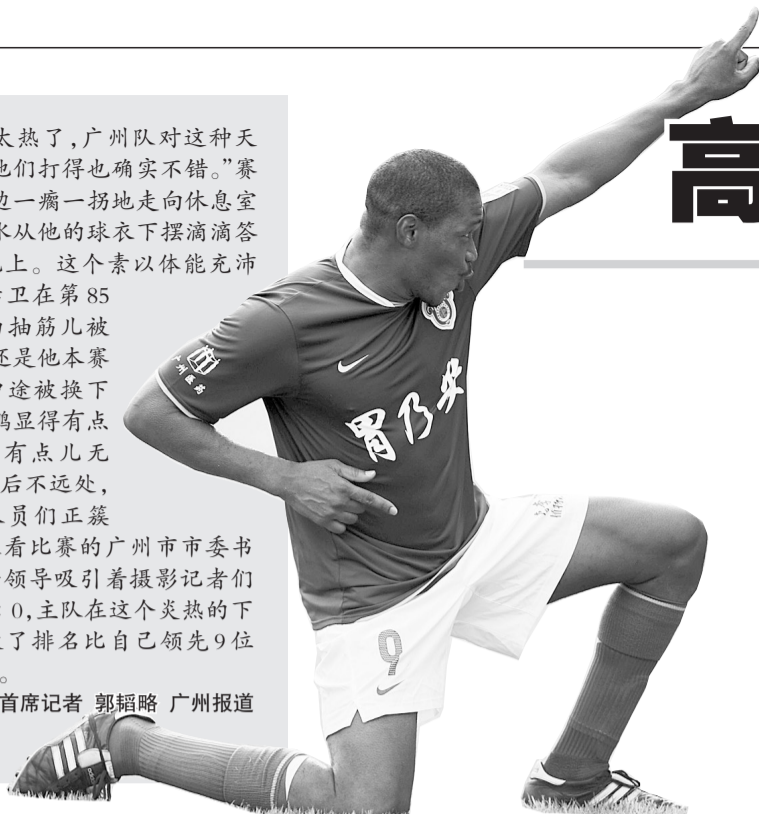 太热了，广州队对这种天
他们打得也确实不错。”赛
边一瘸一拐地走向休息室
水从他的球衣下摆滴滴答
上。这个素以体能充沛
卫在第 85
抽筋儿被
还是他本赛
中途被换下
鹉显得有点
有点儿无
后不远处，
员们正簇
看比赛的广州市市委书
领导吸引着摄影记者们
0，主队在这个炎热的下
了排名比自己领先9位
。
首席记者 郭韬略 广州报道
高
广州医药
胃乃安
9